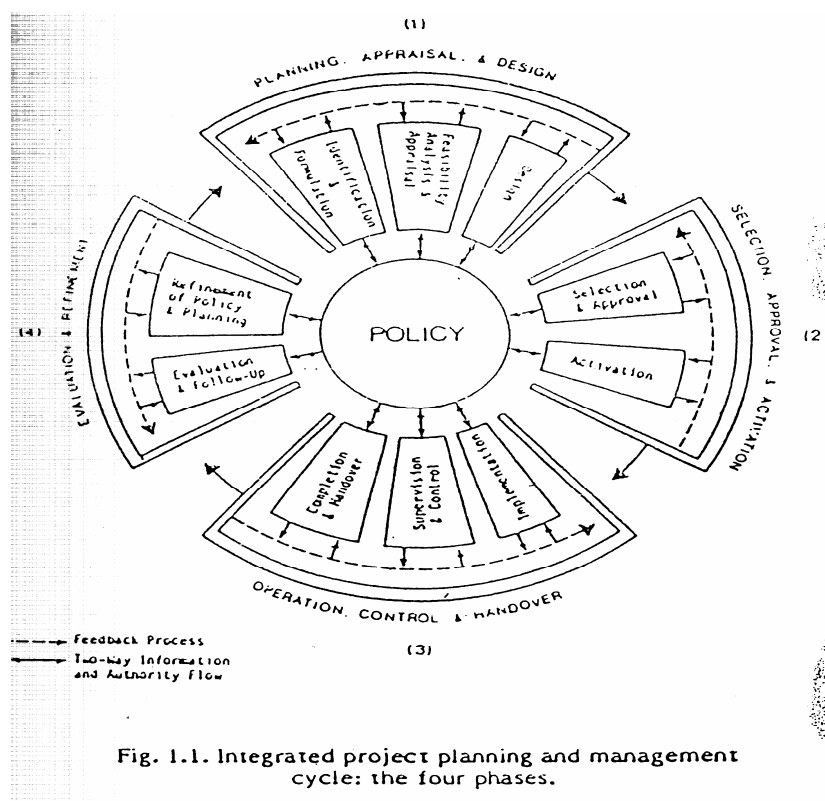 (1)
PLANNING, APPRAISAL, & DESIGN
Identification
&
Formulation
Feasibility
Analysis &
Appraisal
Design
SELECTION, APPROVAL, & ACTIVATION
Selection
& Approval
(2
Activation
POLICY
(4)
EVALUATION & REFINEMENT
Refinement
of Policy
& Planning
Evaluation
& Follow-Up
Completion
& Handover
Supervision
& Control
Implementation
OPERATION, CONTROL & HANDOVER
(3)
Feedback Process
Two-Way Information
and Authority Flow
Fig. 1.1. Integrated project planning and management
cycle: the four phases.